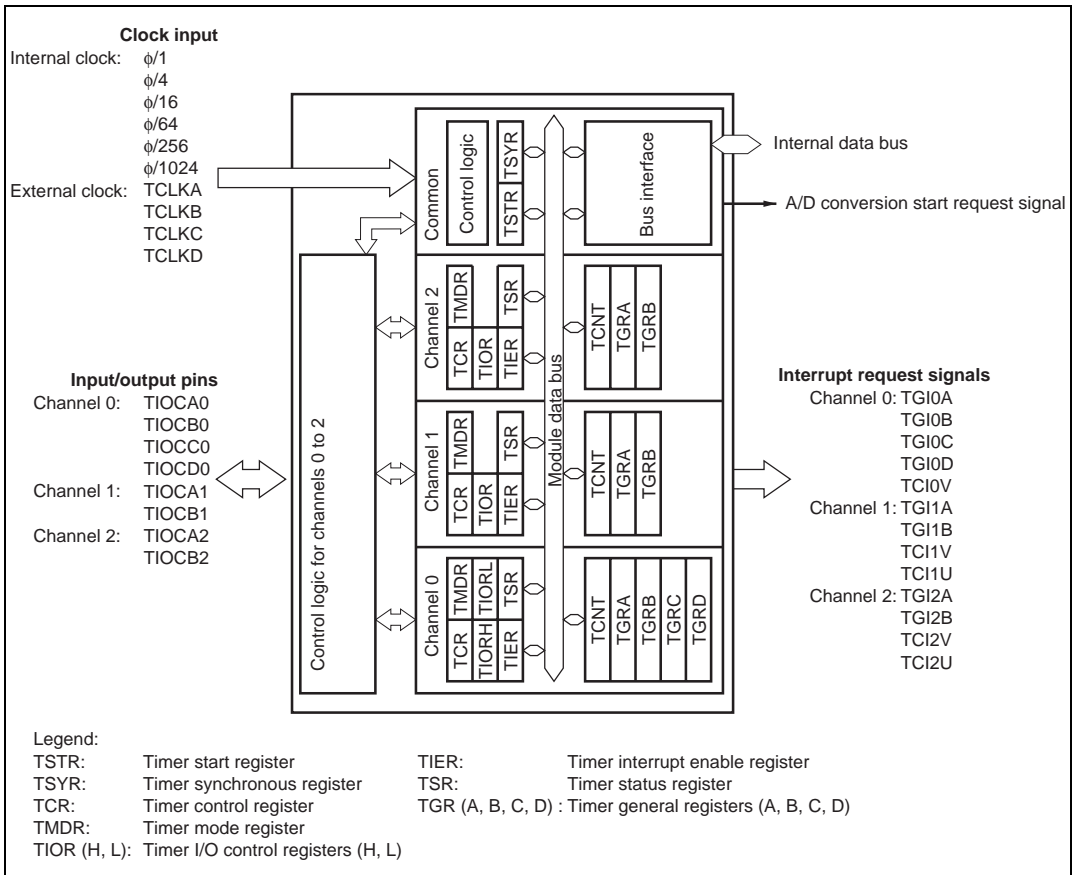 Clock input
Internal clock: ϕ/1
ϕ/4
ϕ/16
ϕ/64
ϕ/256
ϕ/1024
External clock: TCLKA
TCLKB
TCLKC
TCLKD
Input/output pins
Channel 0: TIOCA0
TIOCB0
TIOCC0
TIOCD0
Channel 1: TIOCA1
TIOCB1
Channel 2: TIOCA2
TIOCB2
Control logic for channels 0 to 2
Common
Control logic
TSTR TSYR
Bus interface
Channel 2
TCR TMDR
TIOR
TIER TSR
TCNT
TGRA
TGRB
Channel 1
TCR TMDR
TIOR
TIER TSR
TCNT
TGRA
TGRB
Channel 0
TCR TMDR
TIORH TIORL
TIER TSR
TCNT
TGRA
TGRB
TGRC
TGRD
Module data bus
Internal data bus
A/D conversion start request signal
Interrupt request signals
Channel 0: TGI0A
TGI0B
TGI0C
TGI0D
TCI0V
Channel 1: TGI1A
TGI1B
TCI1V
TCI1U
Channel 2: TGI2A
TGI2B
TCI2V
TCI2U
Legend:
TSTR: Timer start register
TSYR: Timer synchronous register
TCR: Timer control register
TMDR: Timer mode register
TIOR (H, L): Timer I/O control registers (H, L)
TIER: Timer interrupt enable register
TSR: Timer status register
TGR (A, B, C, D) : Timer general registers (A, B, C, D)